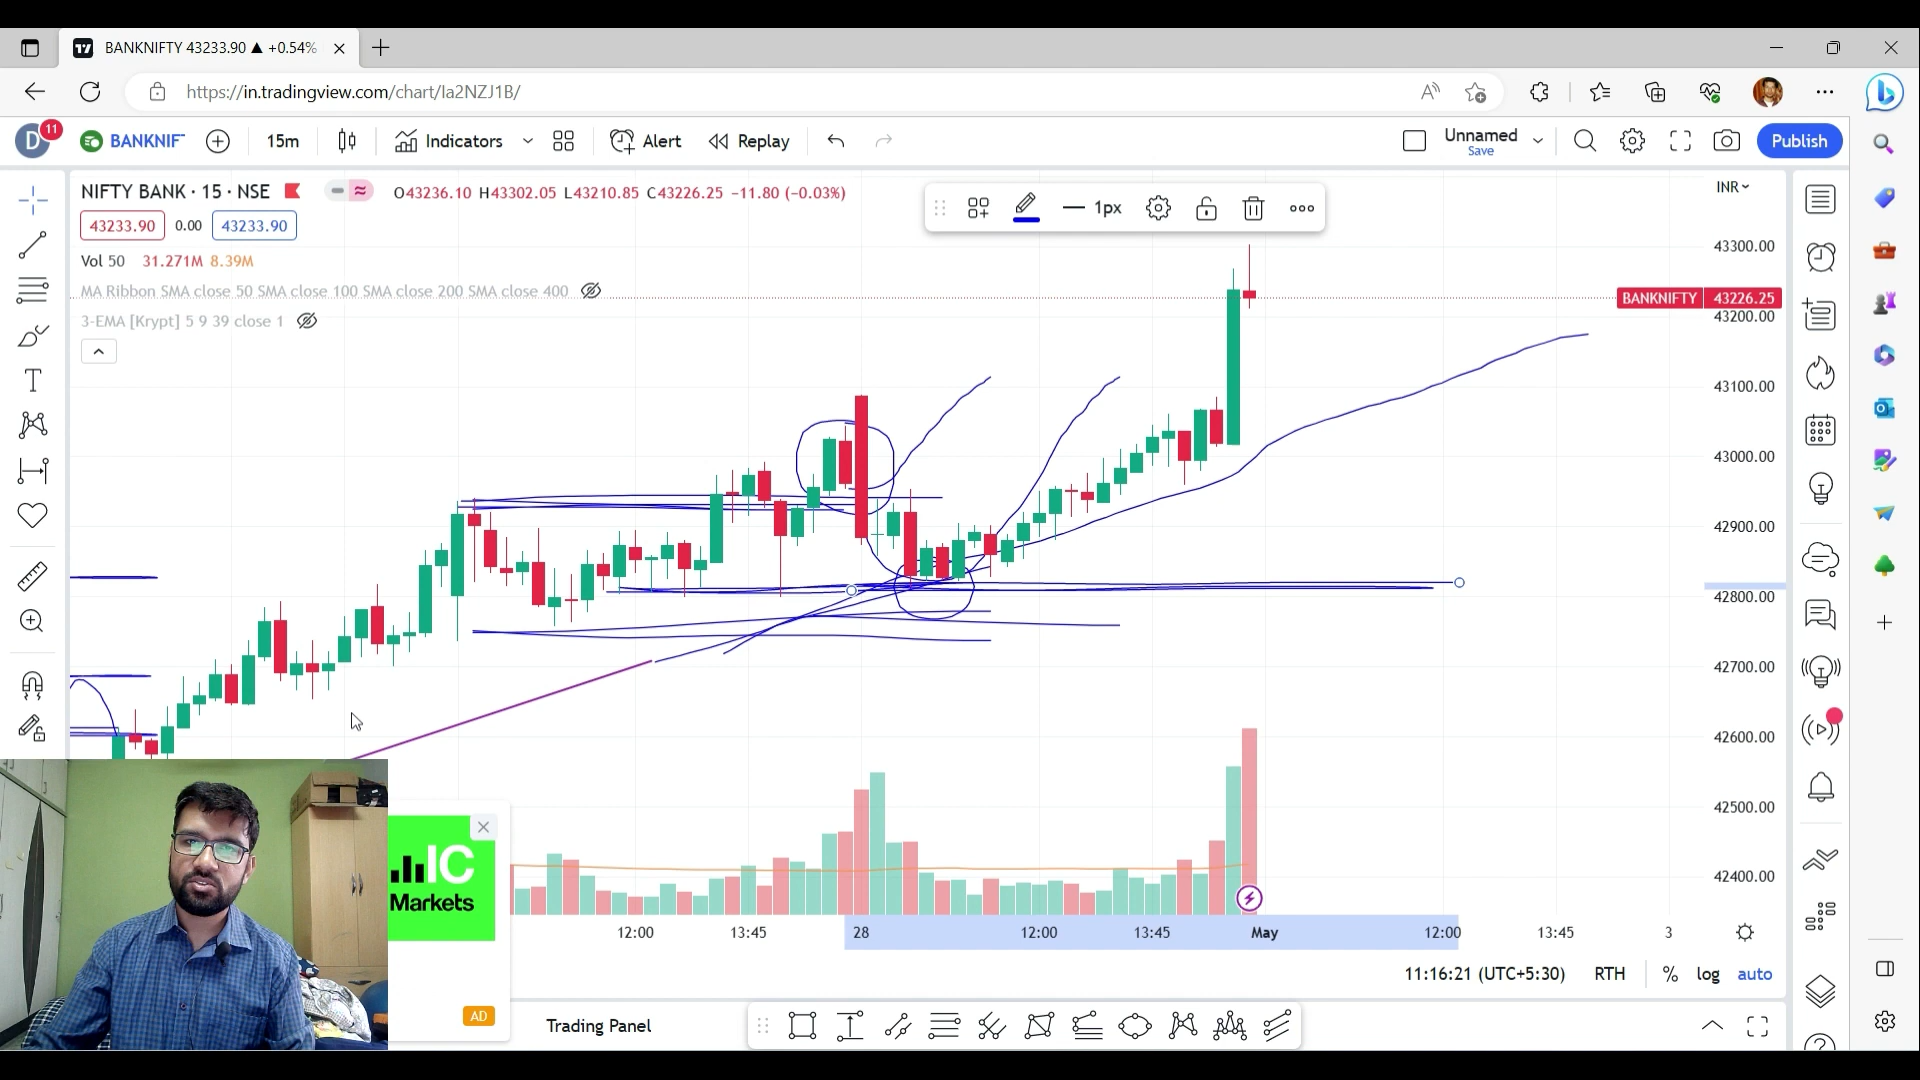 BANKNIFTY 43233.90 ▲ +0.54%
https://in.tradingview.com/chart/Ia2NZJ1B/
D 11 BANKNIF 15m Indicators Alert Replay Unnamed Publish
Save
NIFTY BANK · 15 · NSE O43236.10 H43302.05 L43210.85 C43226.25 −11.80 (−0.03%)
1px
INR
43233.90 0.00 43233.90
Vol 50 31.271M 8.39M
MA Ribbon SMA close 50 SMA close 100 SMA close 200 SMA close 400
3-EMA [Krypt] 5 9 39 close 1
43300.00
BANKNIFTY 43226.25
43200.00
43100.00
43000.00
42900.00
42800.00
42700.00
42600.00
42500.00
42400.00
IC
Markets
AD
12:00 13:45 28 12:00 13:45 May 12:00 13:45 3
11:16:21 (UTC+5:30) RTH % log auto
Trading Panel